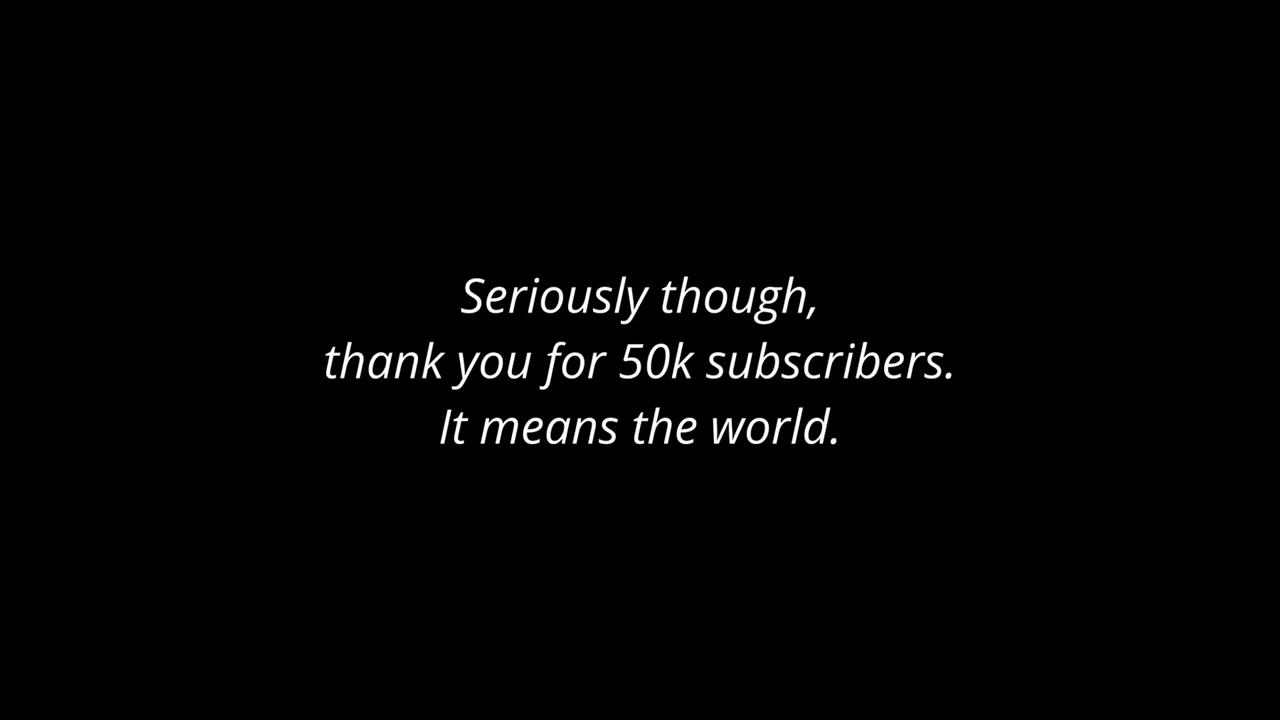 Seriously though,
thank you for 50k subscribers.
It means the world.